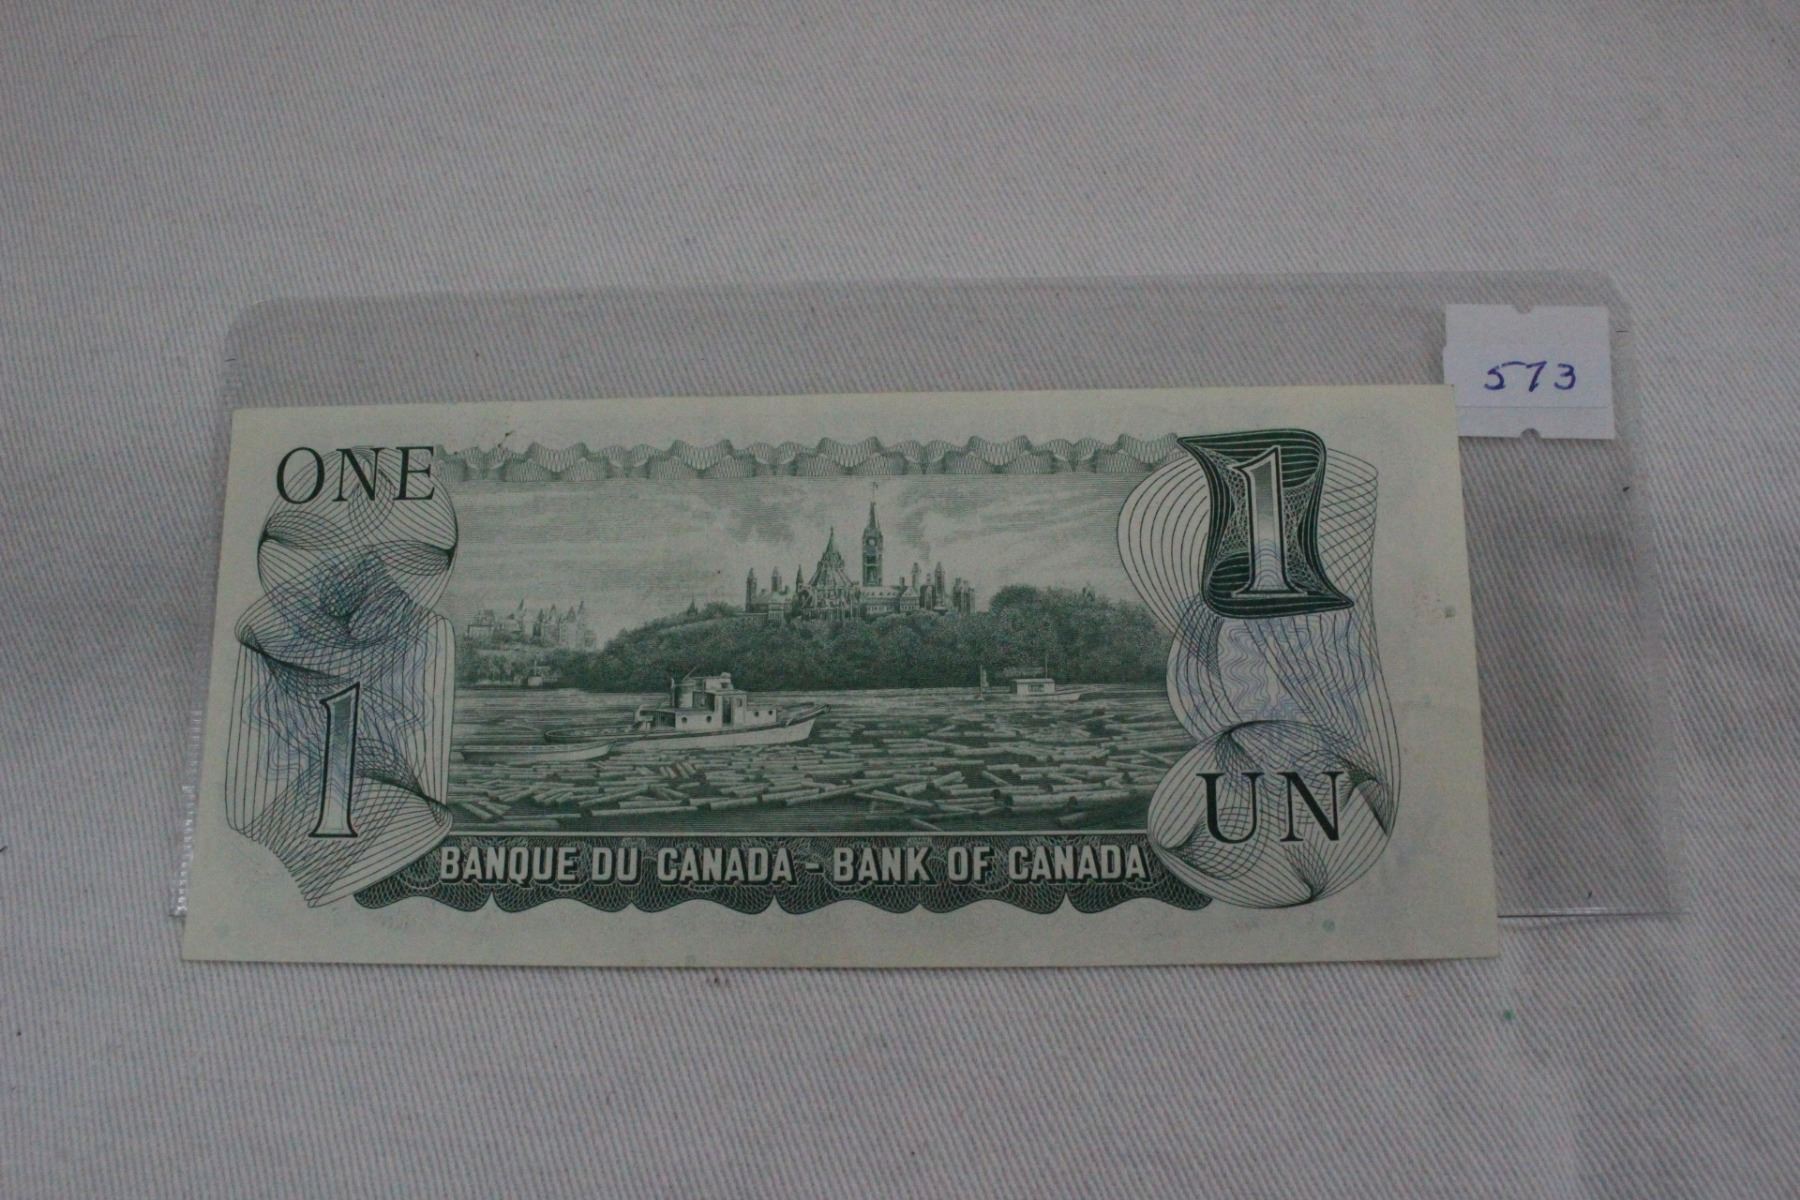 573
ONE
1
1
UN
BANQUE DU CANADA - BANK OF CANADA